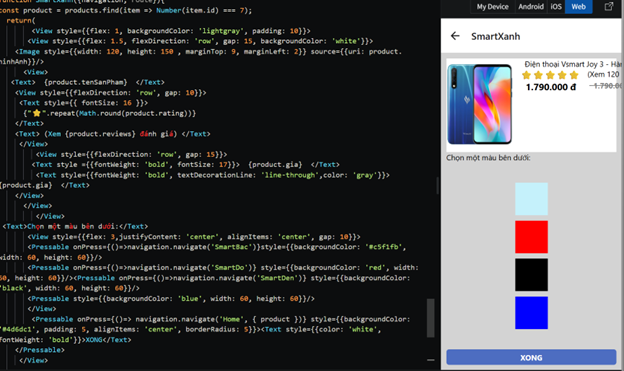 const product = products.find(item => Number(item.id) === 7);
return(
<View style={{flex: 1, backgroundColor: 'lightgray', padding: 10}}>
<View style={{flex: 1.5, flexDirection: 'row', gap: 15, backgroundColor: 'white'}}>
<Image style={{width: 120, height: 150 , marginTop: 9, marginLeft: 2}} source={{uri: product.
hinhAnh}}/>
<View>
<Text> {product.tenSanPham} </Text>
<View style={{flexDirection: 'row', gap: 10}}>
<Text style={{ fontSize: 16 }}>
{"⭐".repeat(Math.round(product.rating))}
</Text>
<Text> (Xem {product.reviews} đánh giá) </Text>
</View>
<View style={{flexDirection: 'row', gap: 15}}>
<Text style ={{fontWeight: 'bold', fontSize: 17}}> {product.gia} </Text>
<Text style={{fontWeight: 'bold', textDecorationLine: 'line-through',color: 'gray'}}>
{product.gia} </Text>
</View>
</View>
</View>
<Text>Chọn một màu bên dưới:</Text>
<View style={{flex: 3,justifyContent: 'center', alignItems: 'center', gap: 10}}>
<Pressable onPress={()=>navigation.navigate('SmartBac')}style={{backgroundColor: '#c5f1fb',
width: 60, height: 60}}/>
<Pressable onPress={()=>navigation.navigate('SmartDo')} style={{backgroundColor: 'red', width:
60, height: 60}}/><Pressable onPress={()=>navigation.navigate('SmartDen')} style={{backgroundColor:
'black', width: 60, height: 60}}/>
<Pressable style={{backgroundColor: 'blue', width: 60, height: 60}}/>
</View>
<Pressable onPress={()=> navigation.navigate('Home', { product })} style={{backgroundColor:
'#4d6dc1', padding: 5, alignItems: 'center', borderRadius: 5}}><Text style={{color: 'white',
fontWeight: 'bold'}}>XONG</Text>
</Pressable>
</View>
My Device Android iOS Web
← SmartXanh
Điện thoại Vsmart Joy 3 - Hàn
(Xem 120
1.790.000 đ 1.790.00
Chọn một màu bên dưới:
XONG